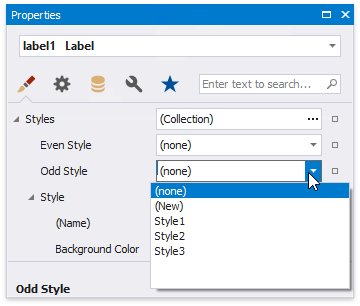 Properties
label1 Label
Enter text to search...
Styles (Collection) ...
Even Style (none)
Odd Style (none)
(none)
Style (New)
Style1
(Name) Style2
Background Color Style3
Odd Style